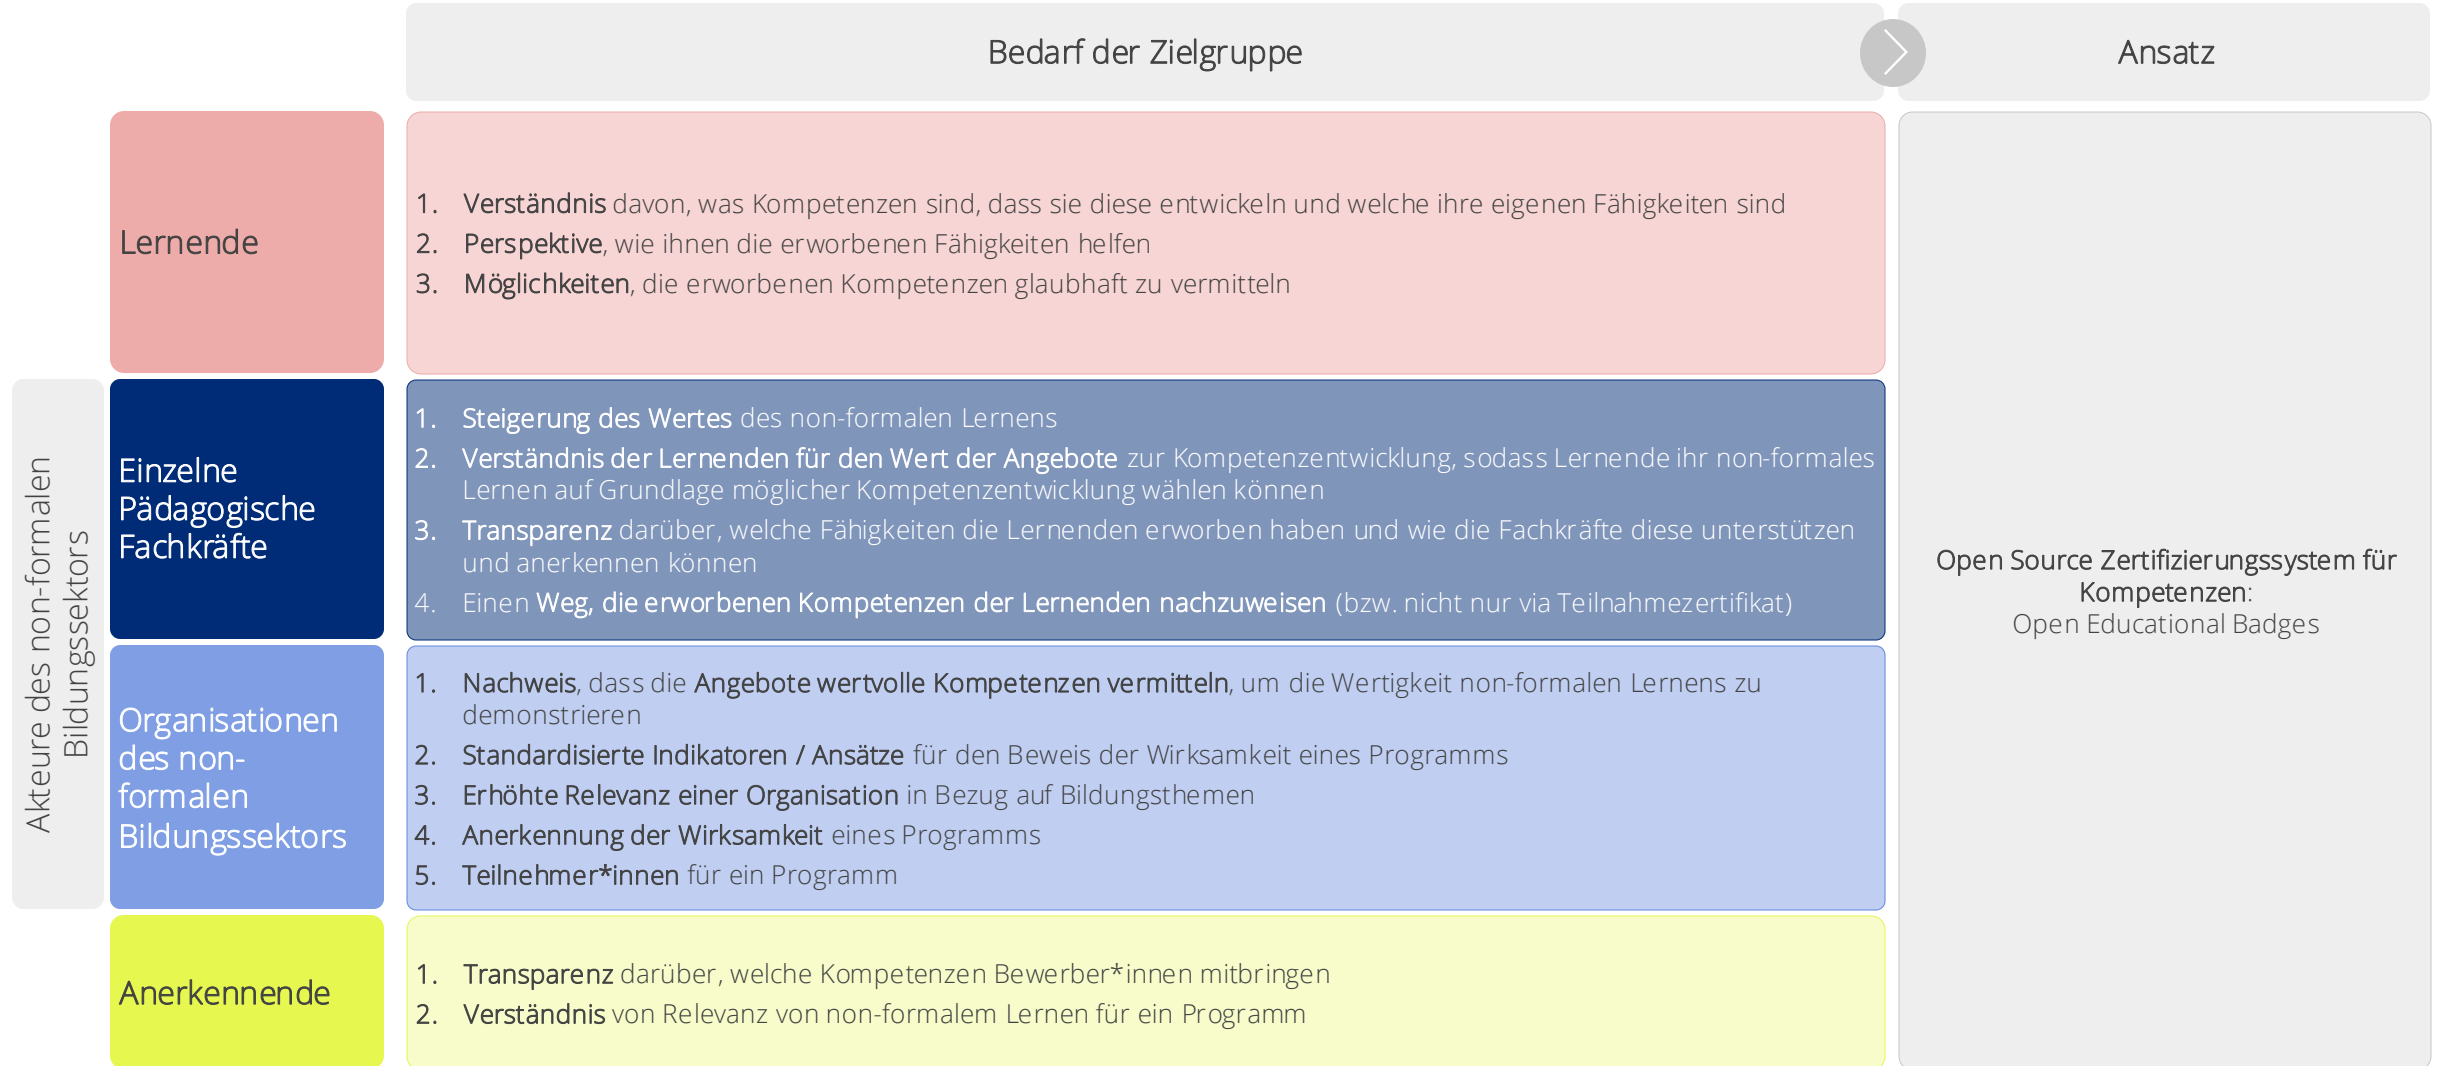 Bedarf der Zielgruppe
Ansatz
Lernende
1. Verständnis davon, was Kompetenzen sind, dass sie diese entwickeln und welche ihre eigenen Fähigkeiten sind
2. Perspektive, wie ihnen die erworbenen Fähigkeiten helfen
3. Möglichkeiten, die erworbenen Kompetenzen glaubhaft zu vermitteln
Akteure des non-formalen
Bildungssektors
Einzelne
Pädagogische
Fachkräfte
1. Steigerung des Wertes des non-formalen Lernens
2. Verständnis der Lernenden für den Wert der Angebote zur Kompetenzentwicklung, sodass Lernende ihr non-formales
Lernen auf Grundlage möglicher Kompetenzentwicklung wählen können
3. Transparenz darüber, welche Fähigkeiten die Lernenden erworben haben und wie die Fachkräfte diese unterstützen
und anerkennen können
4. Einen Weg, die erworbenen Kompetenzen der Lernenden nachzuweisen (bzw. nicht nur via Teilnahmezertifikat)
Organisationen
des non-
formalen
Bildungssektors
1. Nachweis, dass die Angebote wertvolle Kompetenzen vermitteln, um die Wertigkeit non-formalen Lernens zu
demonstrieren
2. Standardisierte Indikatoren / Ansätze für den Beweis der Wirksamkeit eines Programms
3. Erhöhte Relevanz einer Organisation in Bezug auf Bildungsthemen
4. Anerkennung der Wirksamkeit eines Programms
5. Teilnehmer*innen für ein Programm
Anerkennende
1. Transparenz darüber, welche Kompetenzen Bewerber*innen mitbringen
2. Verständnis von Relevanz von non-formalem Lernen für ein Programm
Open Source Zertifizierungssystem für
Kompetenzen:
Open Educational Badges